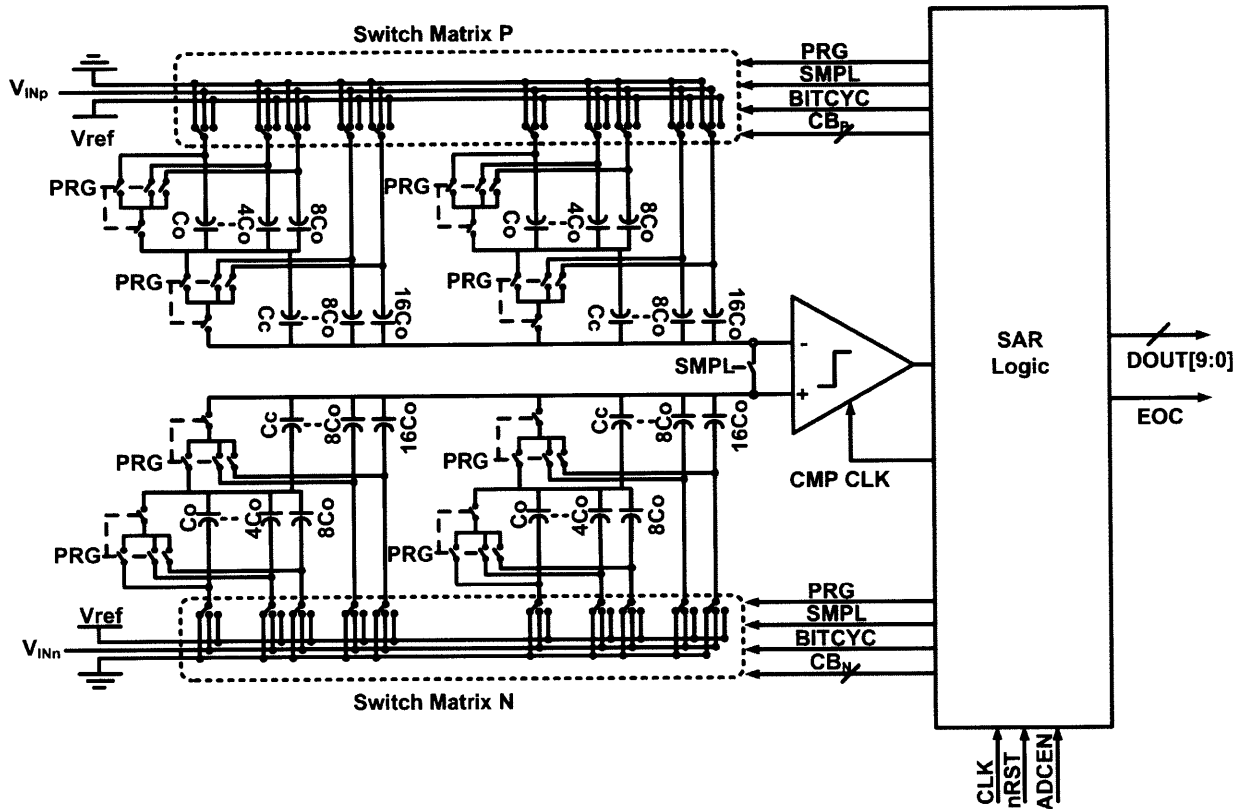 Switch Matrix P
PRG
SMPL
BITCYC
CB_P
V_INp
Vref
PRG
Co
4Co
8Co
PRG
Co
4Co
8Co
PRG
Cc
8Co
16Co
PRG
Cc
8Co
16Co
SMPL
-
+
CMP CLK
SAR
Logic
DOUT[9:0]
EOC
Cc
8Co
16Co
PRG
Cc
8Co
16Co
PRG
Co
4Co
8Co
PRG
Co
4Co
8Co
PRG
Vref
V_INn
PRG
SMPL
BITCYC
CB_N
Switch Matrix N
CLK
nRST
ADCEN